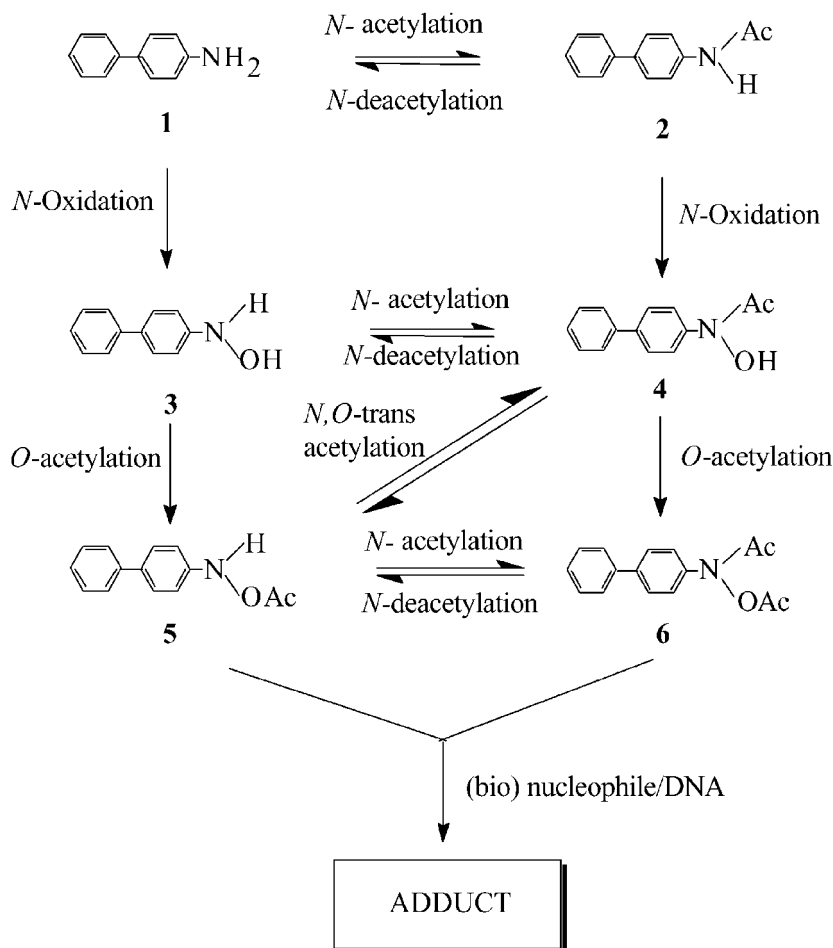 NH2
N- acetylation
N-deacetylation
Ac
N
H
1
2
N-Oxidation
N-Oxidation
H
N
OH
N- acetylation
N-deacetylation
Ac
N
OH
3
4
N,O-trans
acetylation
O-acetylation
O-acetylation
H
N
OAc
N- acetylation
N-deacetylation
Ac
N
OAc
5
6
(bio) nucleophile/DNA
ADDUCT